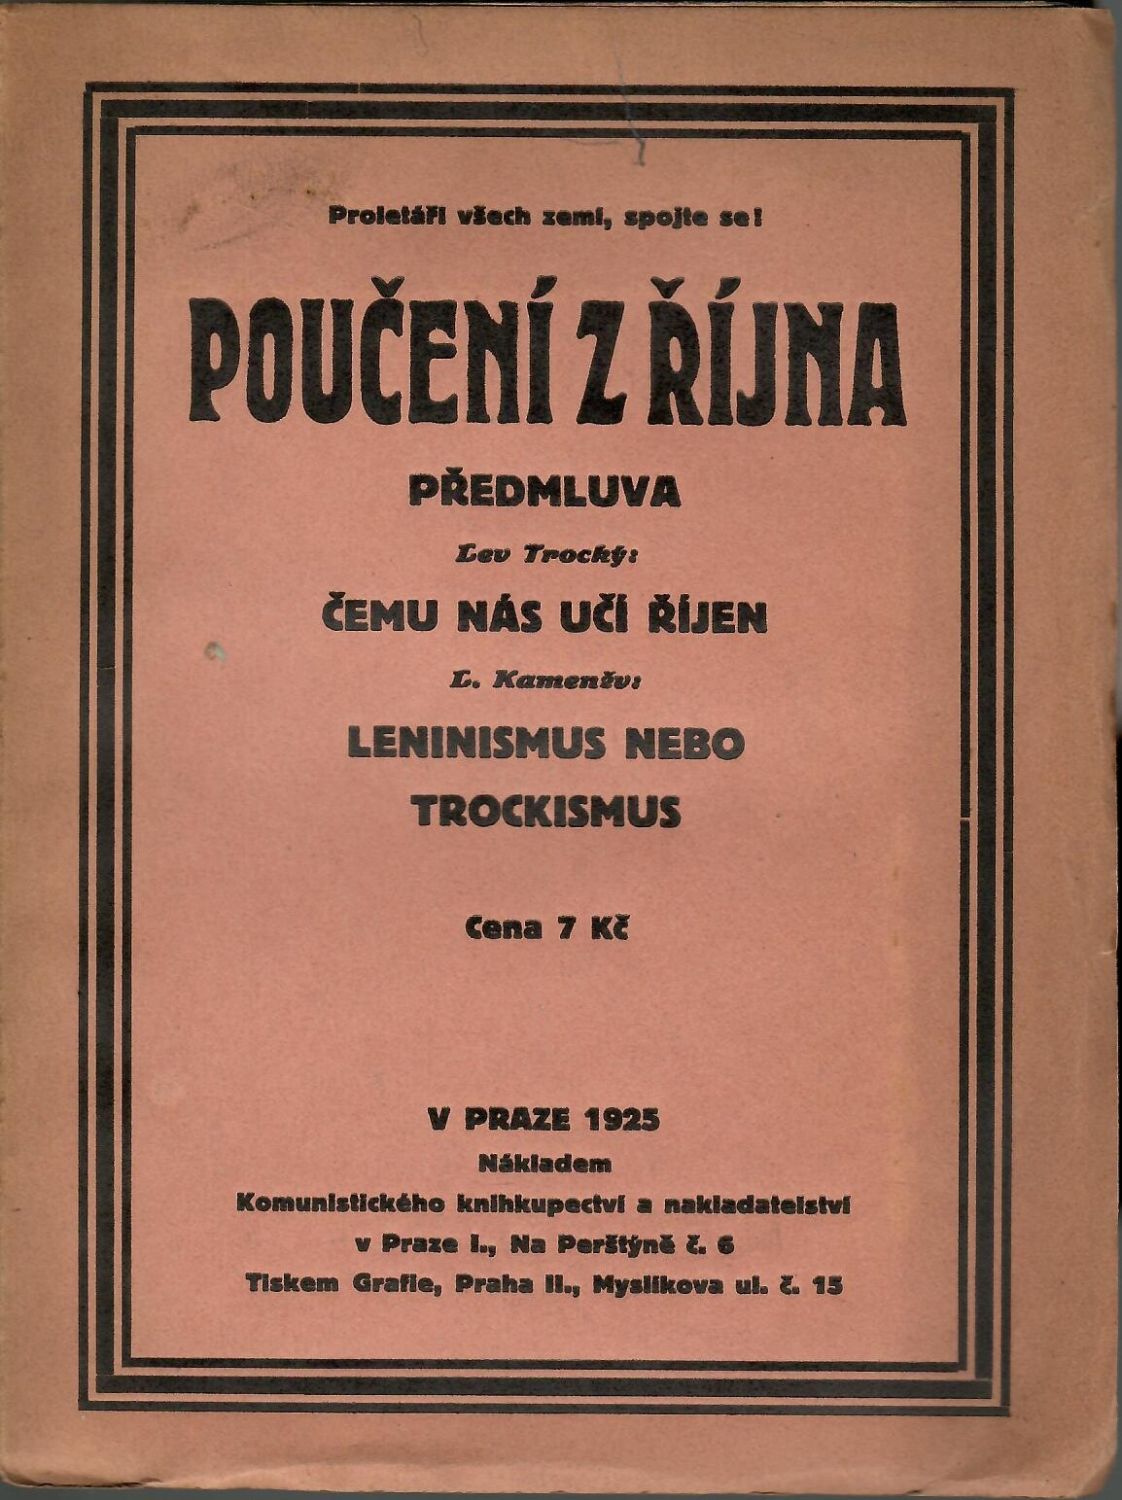 Proletáři všech zemí, spojte se!
POUČENÍ Z ŘÍJNA
PŘEDMLUVA
Lev Trocký:
ČEMU NÁS UČÍ ŘÍJEN
L. Kameněv:
LENINISMUS NEBO
TROCKISMUS
Cena 7 Kč
V PRAZE 1925
Nákladem
Komunistického knihkupectví a nakladatelství
v Praze I., Na Perštýně č. 6
Tiskem Grafie, Praha II., Myslikova ul. č. 15